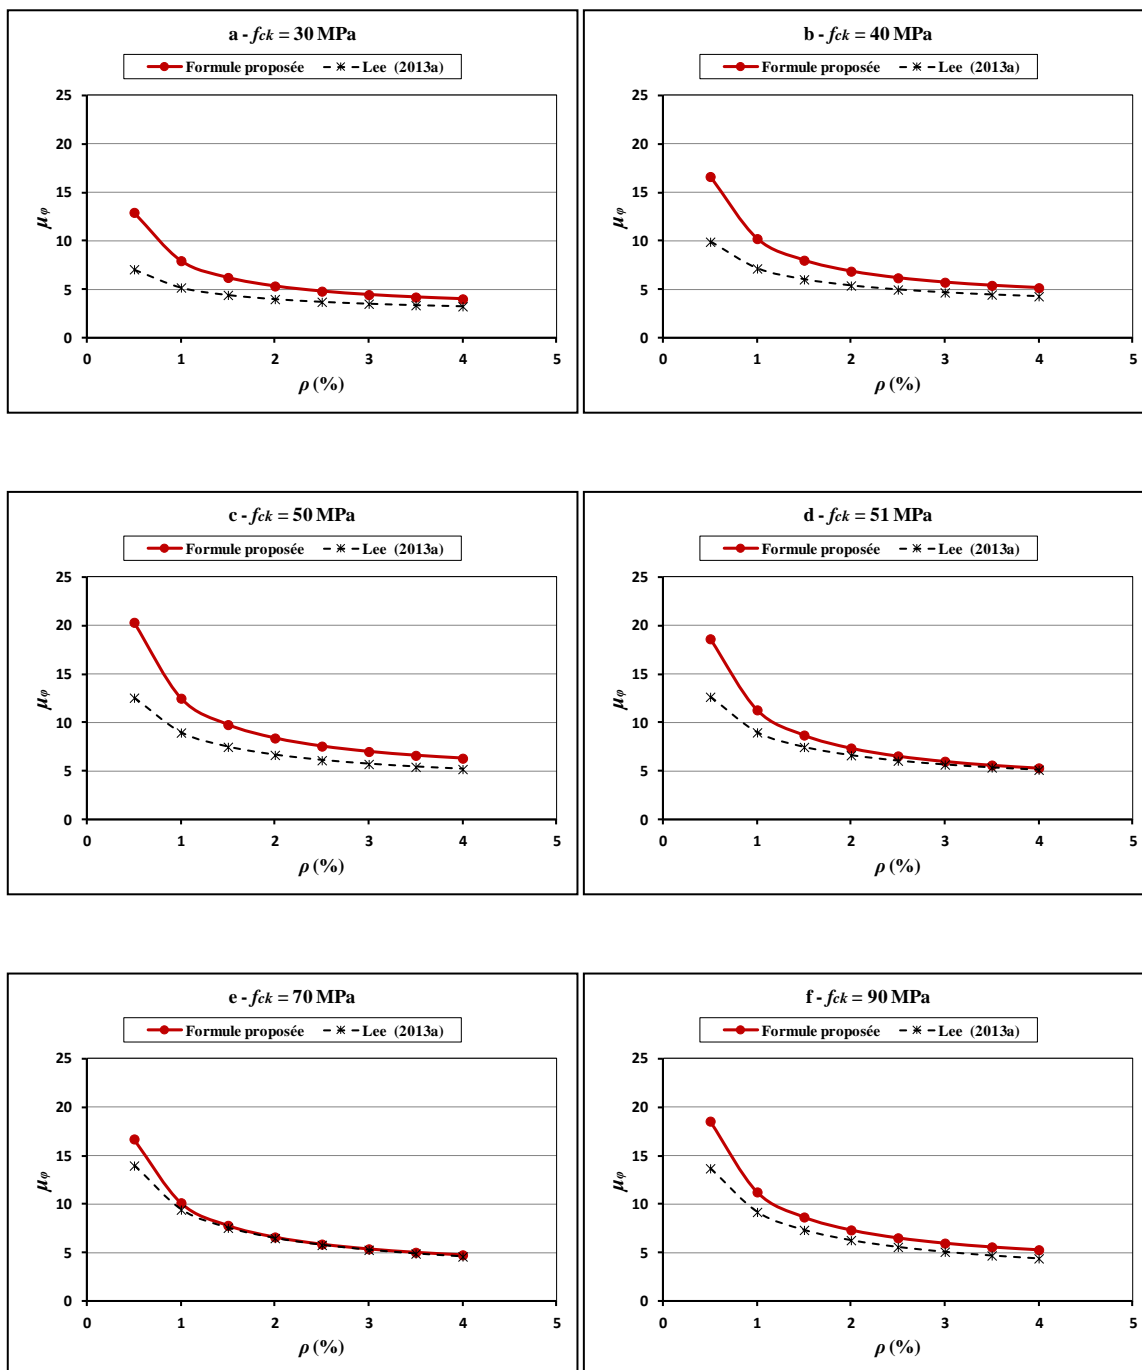 a - fck = 30 MPa
Formule proposée Lee (2013a)
25
20
15
10
5
0
0 1 2 3 4 5
μφ
ρ (%)
b - fck = 40 MPa
Formule proposée Lee (2013a)
25
20
15
10
5
0
0 1 2 3 4 5
μφ
ρ (%)
c - fck = 50 MPa
Formule proposée Lee (2013a)
25
20
15
10
5
0
0 1 2 3 4 5
μφ
ρ (%)
d - fck = 51 MPa
Formule proposée Lee (2013a)
25
20
15
10
5
0
0 1 2 3 4 5
μφ
ρ (%)
e - fck = 70 MPa
Formule proposée Lee (2013a)
25
20
15
10
5
0
0 1 2 3 4 5
μφ
ρ (%)
f - fck = 90 MPa
Formule proposée Lee (2013a)
25
20
15
10
5
0
0 1 2 3 4 5
μφ
ρ (%)